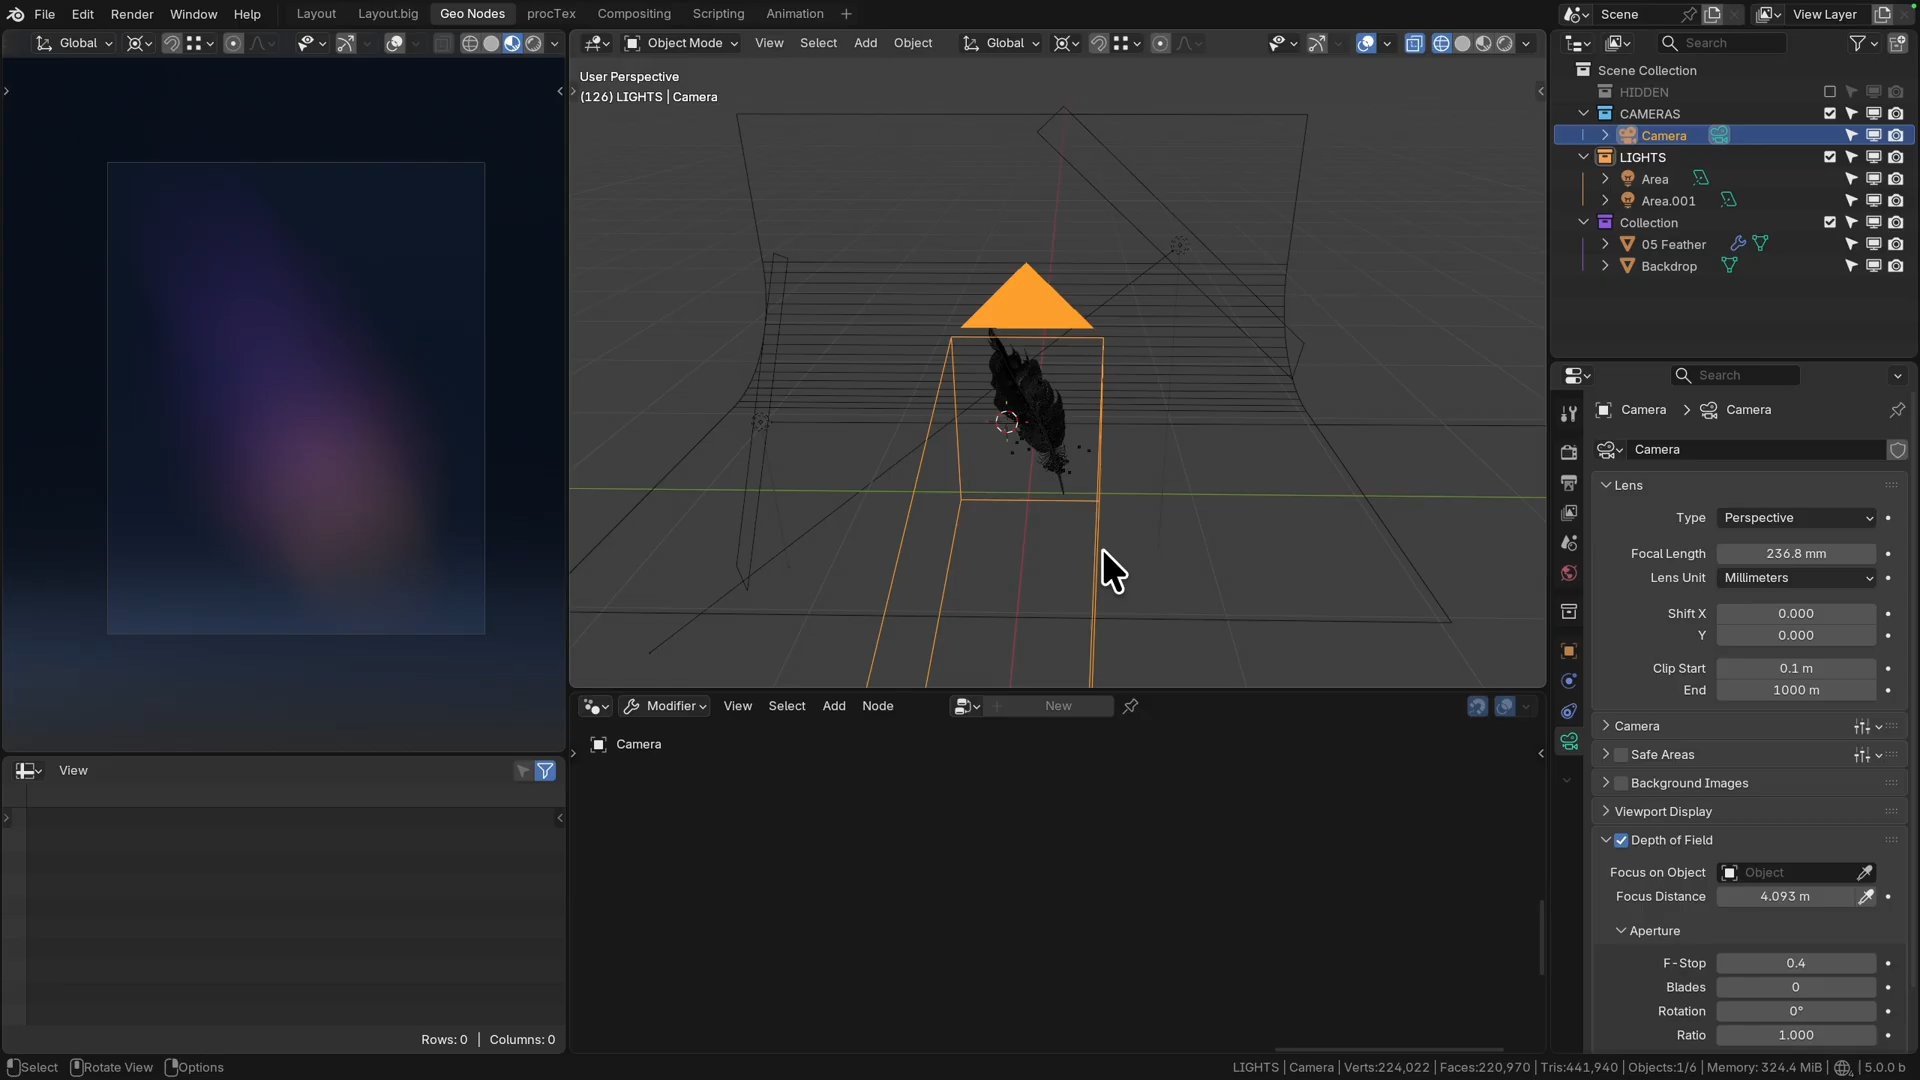 File Edit Render Window Help Layout Layout.big Geo Nodes procTex Compositing Scripting Animation + Scene View Layer
Global Object Mode View Select Add Object Global Search
User Perspective
(126) LIGHTS | Camera
Scene Collection
HIDDEN
CAMERAS
Camera
LIGHTS
Area
Area.001
Collection
05 Feather
Backdrop
Search
Camera > Camera
Camera
Lens
Type Perspective
Focal Length 236.8 mm
Lens Unit Millimeters
Shift X 0.000
Y 0.000
Clip Start 0.1 m
End 1000 m
Camera
Safe Areas
Background Images
Viewport Display
Depth of Field
Focus on Object Object
Focus Distance 4.093 m
Aperture
F-Stop 0.4
Blades 0
Rotation 0°
Ratio 1.000
Modifier View Select Add Node New
Camera
View
Rows: 0 | Columns: 0
Select Rotate View Options LIGHTS | Camera | Verts:224,022 | Faces:220,970 | Tris:441,940 | Objects:1/6 | Memory: 324.4 MiB | 5.0.0 b